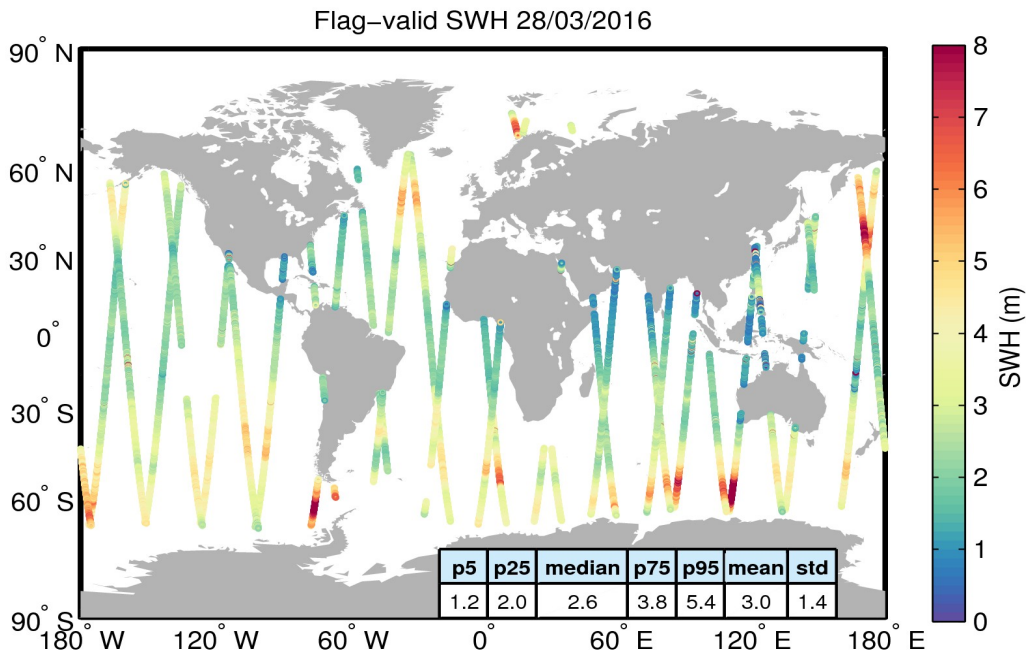 Flag−valid SWH 28/03/2016
90° N
60° N
30° N
0°
30° S
60° S
90° S
180° W
120° W
60° W
0°
60° E
120° E
180° E
p5 p25 median p75 p95 mean std
1.2 2.0 2.6 3.8 5.4 3.0 1.4
8
7
6
5
4
3
2
1
0
SWH (m)